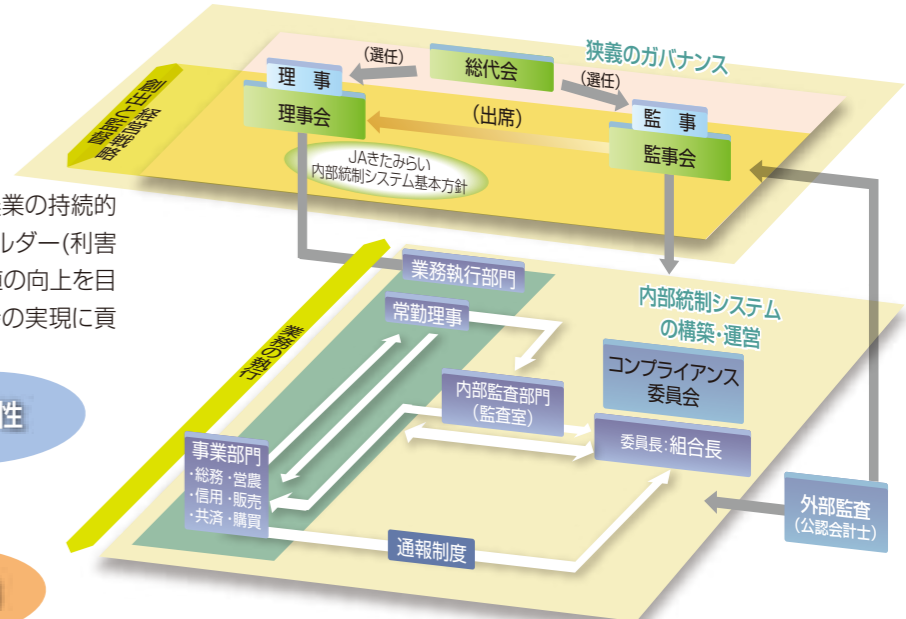 狭義のガバナンス
総代会
(選任)
(選任)
理 事
理事会
(出席)
監 事
監事会
経営戦略
創出と監督
JAきたみらい
内部統制システム基本方針
業の持続的
ルダー(利害
の向上を目
の実現に貢
性
業務の執行
業務執行部門
常勤理事
内部統制システム
の構築・運営
コンプライアンス
委員会
委員長:組合長
内部監査部門
(監査室)
事業部門
・総務・営農
・信用・販売
・共済・購買
通報制度
外部監査
(公認会計士)